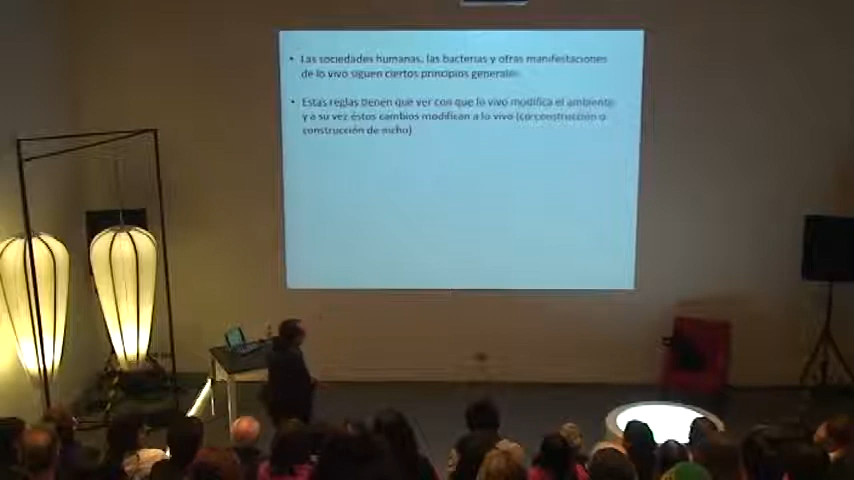 • Las sociedades humanas, las bacterias y otras manifestaciones
de lo vivo siguen ciertos principios generales
• Estas reglas tienen que ver con que lo vivo modifica el ambiente
y a su vez éstos cambios modifican a lo vivo (co-construcción o
construcción de nicho)